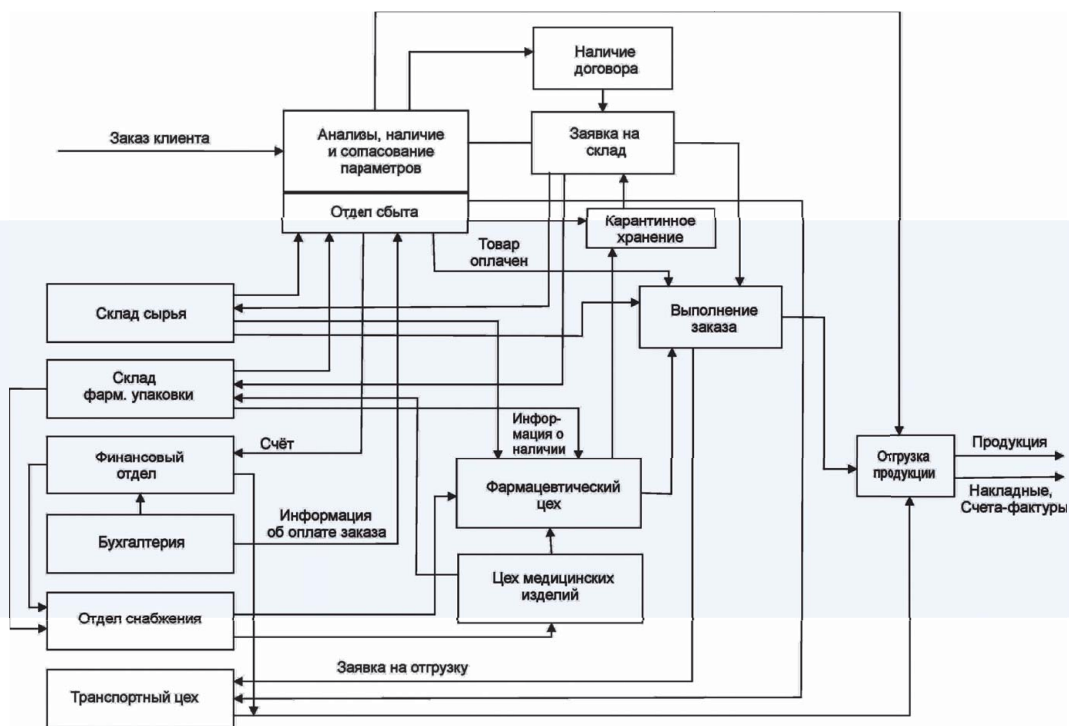 Наличие
договора
Заказ клиента
Анализы, наличие
и согласование
параметров
Заявка на
склад
Отдел сбыта
Карантинное
хранение
Товар
оплачен
Склад сырья
Выполнение
заказа
Склад
фарм. упаковки
Счёт
Инфор-
мация о
наличии
Финансовый
отдел
Фармацевтический
цех
Отгрузка
продукции
Продукция
Накладные,
Счета-фактуры
Информация
об оплате заказа
Бухгалтерия
Цех медицинских
изделий
Отдел снабжения
Заявка на отгрузку
Транспортный цех